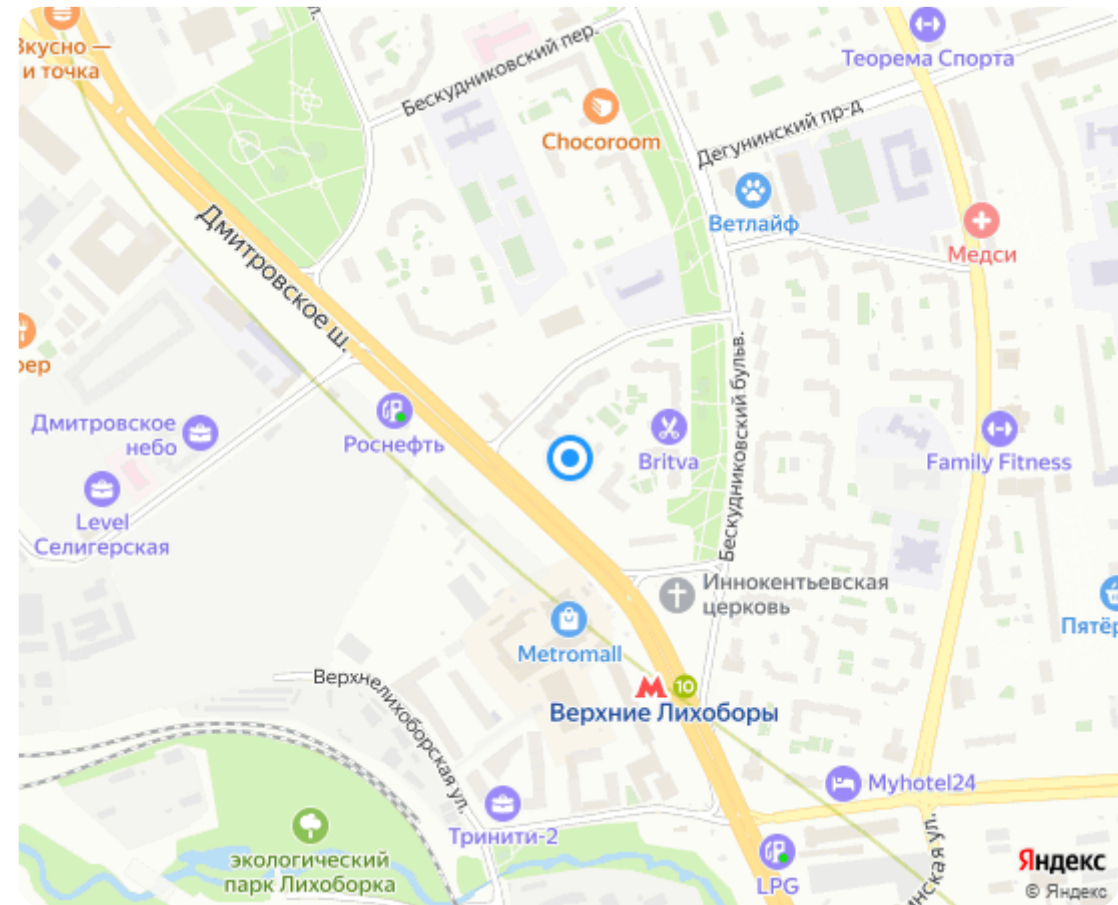 Вкусно —
и точка
Бескудниковский пер.
Теорема Спорта
Chocoroom
Дегунинский пр-д
Ветлайф
Медси
Дмитровское ш.
Дмитровское
небо
Роснефть
Britva
Бескудниковский бульв.
Family Fitness
Level
Селигерская
Иннокентьевская
церковь
Metromall
Верхнелихоборская ул.
10
Верхние Лихоборы
Myhotel24
Тринити-2
экологический
парк Лихоборка
LPG
Яндекс
© Яндекс